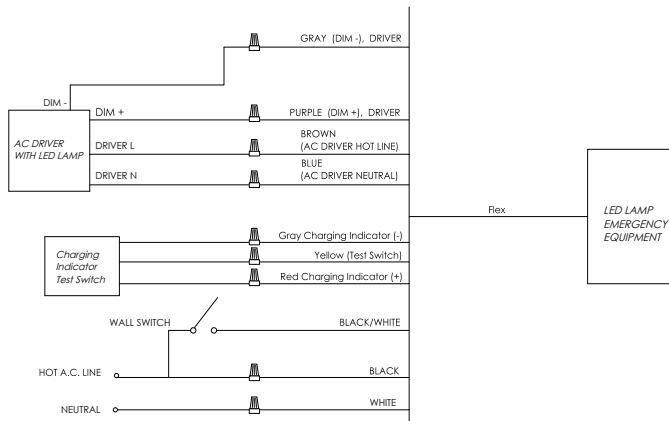 GRAY (DIM -), DRIVER
DIM -
DIM +
PURPLE (DIM +), DRIVER
AC DRIVER
WITH LED LAMP
DRIVER L
BROWN
(AC DRIVER HOT LINE)
DRIVER N
BLUE
(AC DRIVER NEUTRAL)
Flex
LED LAMP
EMERGENCY
EQUIPMENT
Charging
Indicator
Test Switch
Gray Charging Indicator (-)
Yellow (Test Switch)
Red Charging Indicator (+)
WALL SWITCH
BLACK/WHITE
HOT A.C. LINE
BLACK
NEUTRAL
WHITE